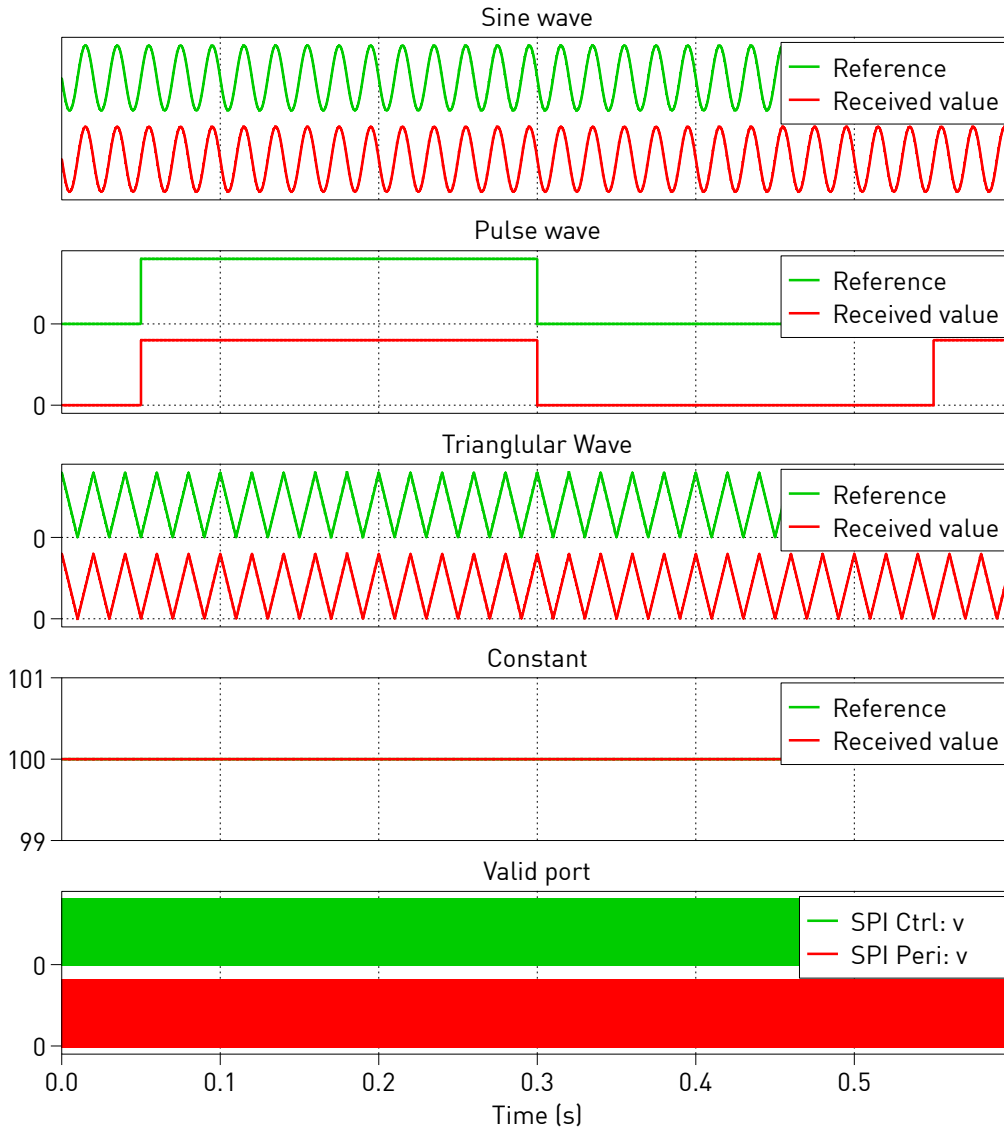 Sine wave
Reference
Received value
Pulse wave
Reference
0
Received value
0
Trianglular Wave
Reference
0
Received value
0
Constant
101
Reference
100
Received value
99
Valid port
SPI Ctrl: v
0
SPI Peri: v
0
0.0 0.1 0.2 0.3 0.4 0.5
Time (s)